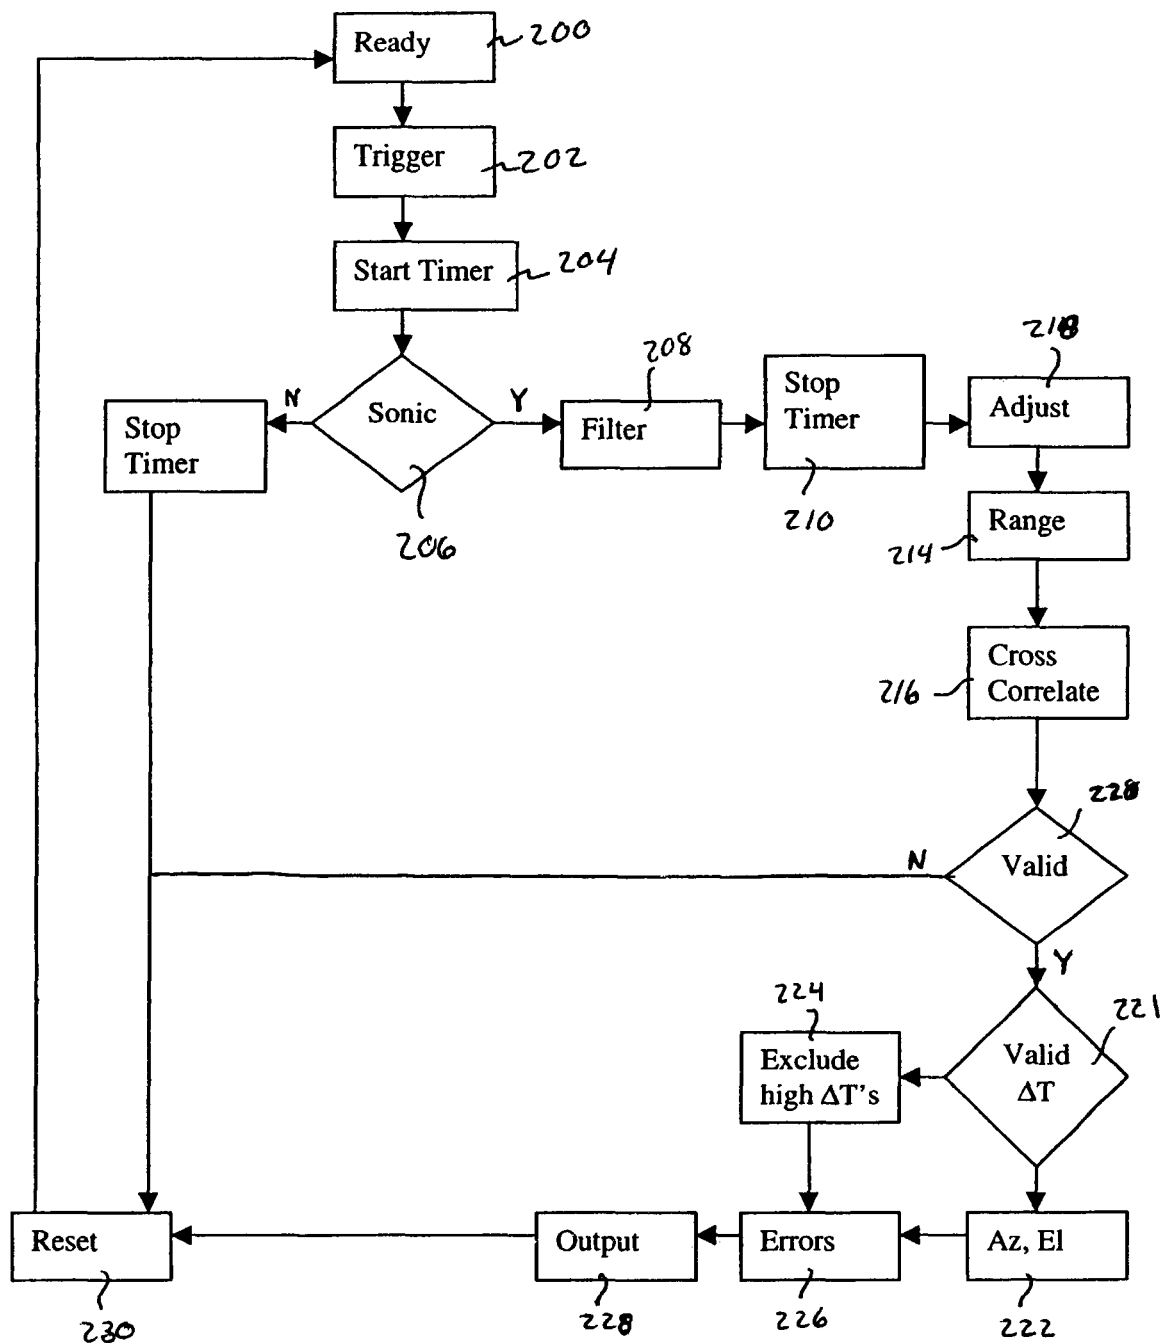 Ready
200
Trigger
202
Start Timer
204
Sonic
206
N
Y
Stop
Timer
Filter
208
Stop
Timer
210
Adjust
218
Range
214
Cross
Correlate
216
Valid
228
N
Y
Valid
ΔT
221
Exclude
high ΔT's
224
Az, El
222
Errors
226
Output
228
Reset
230